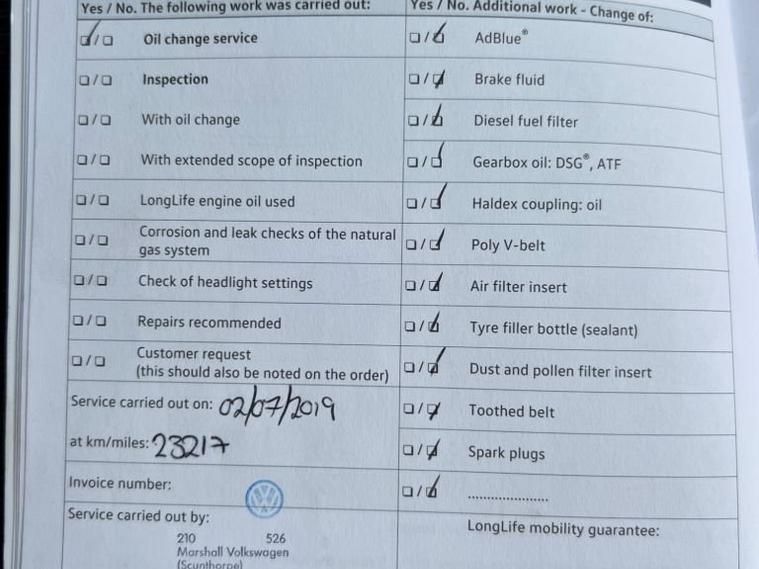 Yes / No. The following work was carried out:
☑ / ☐ Oil change service
☐ / ☐ Inspection
☐ / ☐ With oil change
☐ / ☐ With extended scope of inspection
☐ / ☐ LongLife engine oil used
☐ / ☐ Corrosion and leak checks of the natural
gas system
☐ / ☐ Check of headlight settings
☐ / ☐ Repairs recommended
☐ / ☐ Customer request
(this should also be noted on the order)
Service carried out on: 02/07/2019
at km/miles: 23217
Invoice number:
Service carried out by:
210 526
Marshall Volkswagen
(Scunthorpe)
Yes / No. Additional work - Change of:
☐ / ☑ AdBlue®
☐ / ☑ Brake fluid
☐ / ☑ Diesel fuel filter
☐ / ☑ Gearbox oil: DSG®, ATF
☐ / ☑ Haldex coupling: oil
☐ / ☑ Poly V-belt
☐ / ☑ Air filter insert
☐ / ☑ Tyre filler bottle (sealant)
☐ / ☑ Dust and pollen filter insert
☐ / ☑ Toothed belt
☐ / ☑ Spark plugs
☐ / ☑ .....................
LongLife mobility guarantee: